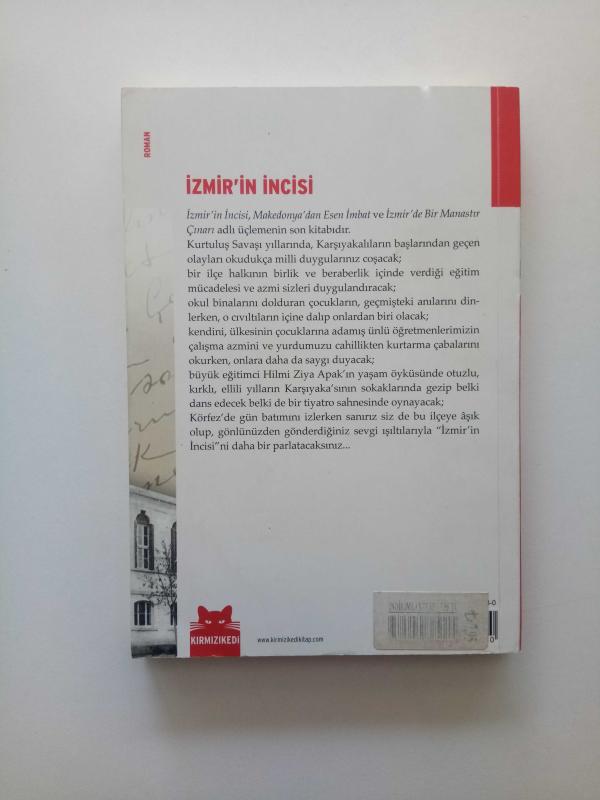 ROMAN
İZMİR'İN İNCİSİ
İzmir'in İncisi, Makedonya'dan Esen İmbat ve İzmir'de Bir Manastır
Çınarı adlı üçlemenin son kitabıdır.
Kurtuluş Savaşı yıllarında, Karşıyakalıların başlarından geçen
olayları okudukça milli duygularınız coşacak;
bir ilçe halkının birlik ve beraberlik içinde verdiği eğitim
mücadelesi ve azmi sizleri duygulandıracak;
okul binalarını dolduran çocukların, geçmişteki anılarını din-
lerken, o cıvıltıların içine dalıp onlardan biri olacak;
kendini, ülkesinin çocuklarına adamış ünlü öğretmenlerimizin
çalışma azmini ve yurdumuzu cahillikten kurtarma çabalarını
okurken, onlara daha da saygı duyacak;
büyük eğitimci Hilmi Ziya Apak'ın yaşam öyküsünde otuzlu,
kırklı, ellili yılların Karşıyaka'sının sokaklarında gezip belki
dans edecek belki de bir tiyatro sahnesinde oynayacak;
Körfez'de gün batımını izlerken sanırız siz de bu ilçeye âşık
olup, gönlünüzden gönderdiğiniz sevgi ışıltılarıyla "İzmir'in
İncisi"ni daha bir parlatacaksınız...
KIRMIZIKEDİ
www.kirmizikedikitap.com